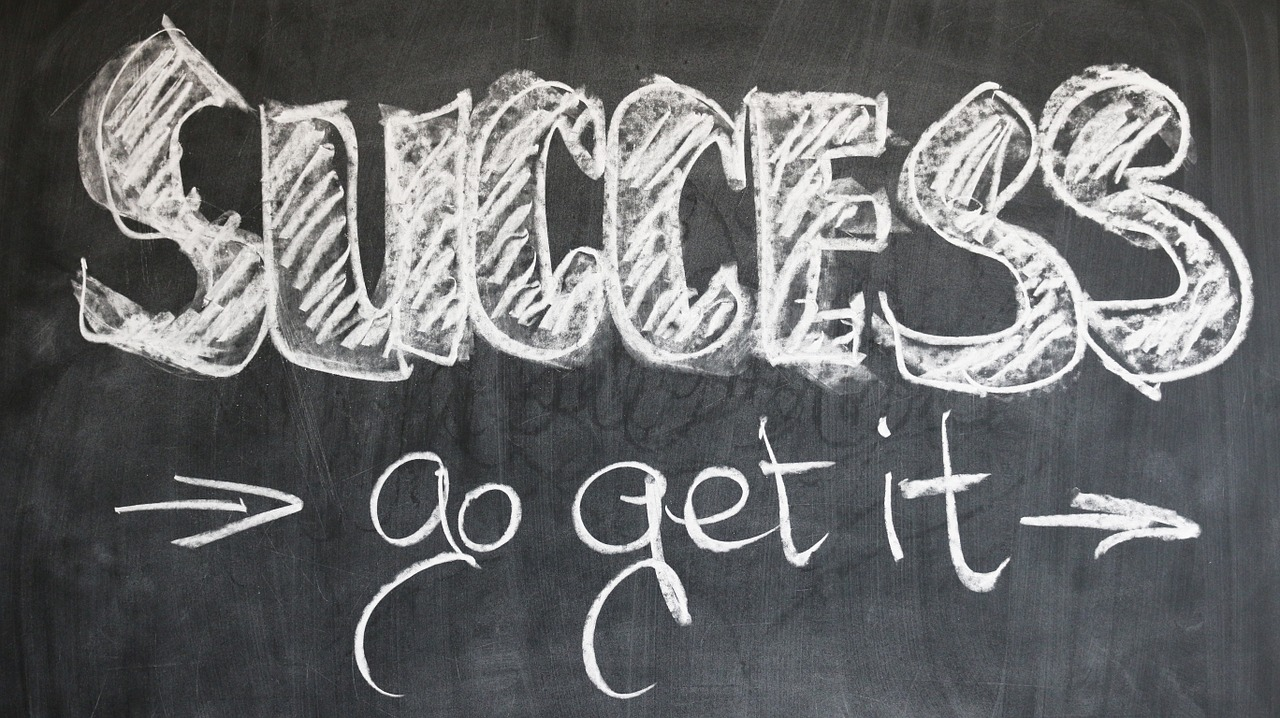 SUCCESS
→ go get it →